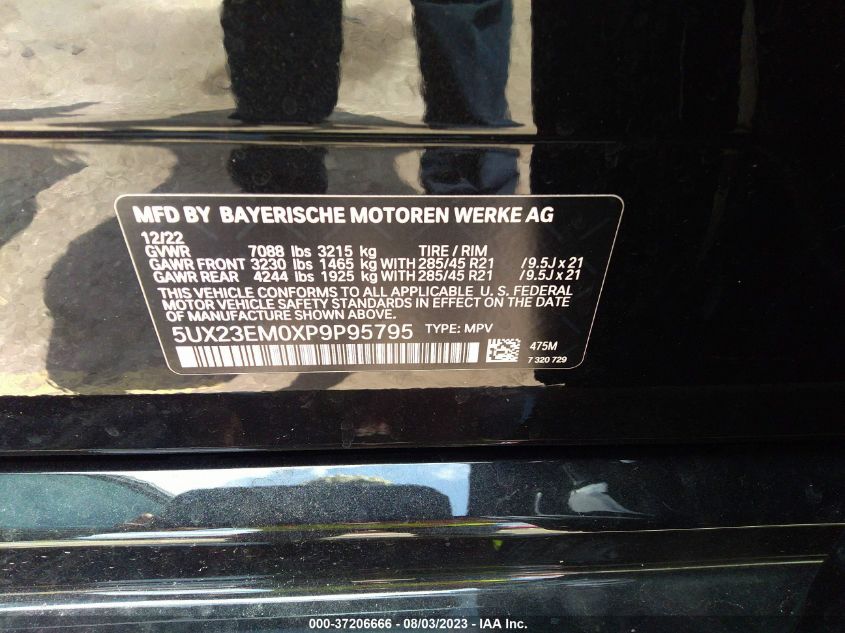 MFD BY BAYERISCHE MOTOREN WERKE AG
12/22
GVWR 7088 lbs 3215 kg TIRE / RIM
GAWR FRONT 3230 lbs 1465 kg WITH 285/45 R21 / 9.5J x 21
GAWR REAR 4244 lbs 1925 kg WITH 285/45 R21 / 9.5J x 21
THIS VEHICLE CONFORMS TO ALL APPLICABLE U.S. FEDERAL
MOTOR VEHICLE SAFETY STANDARDS IN EFFECT ON THE
DATE OF MANUFACTURE SHOWN ABOVE.
5UX23EM0XP9P95795 TYPE: MPV
475M
7 320 729
000-37206666 - 08/03/2023 - IAA Inc.